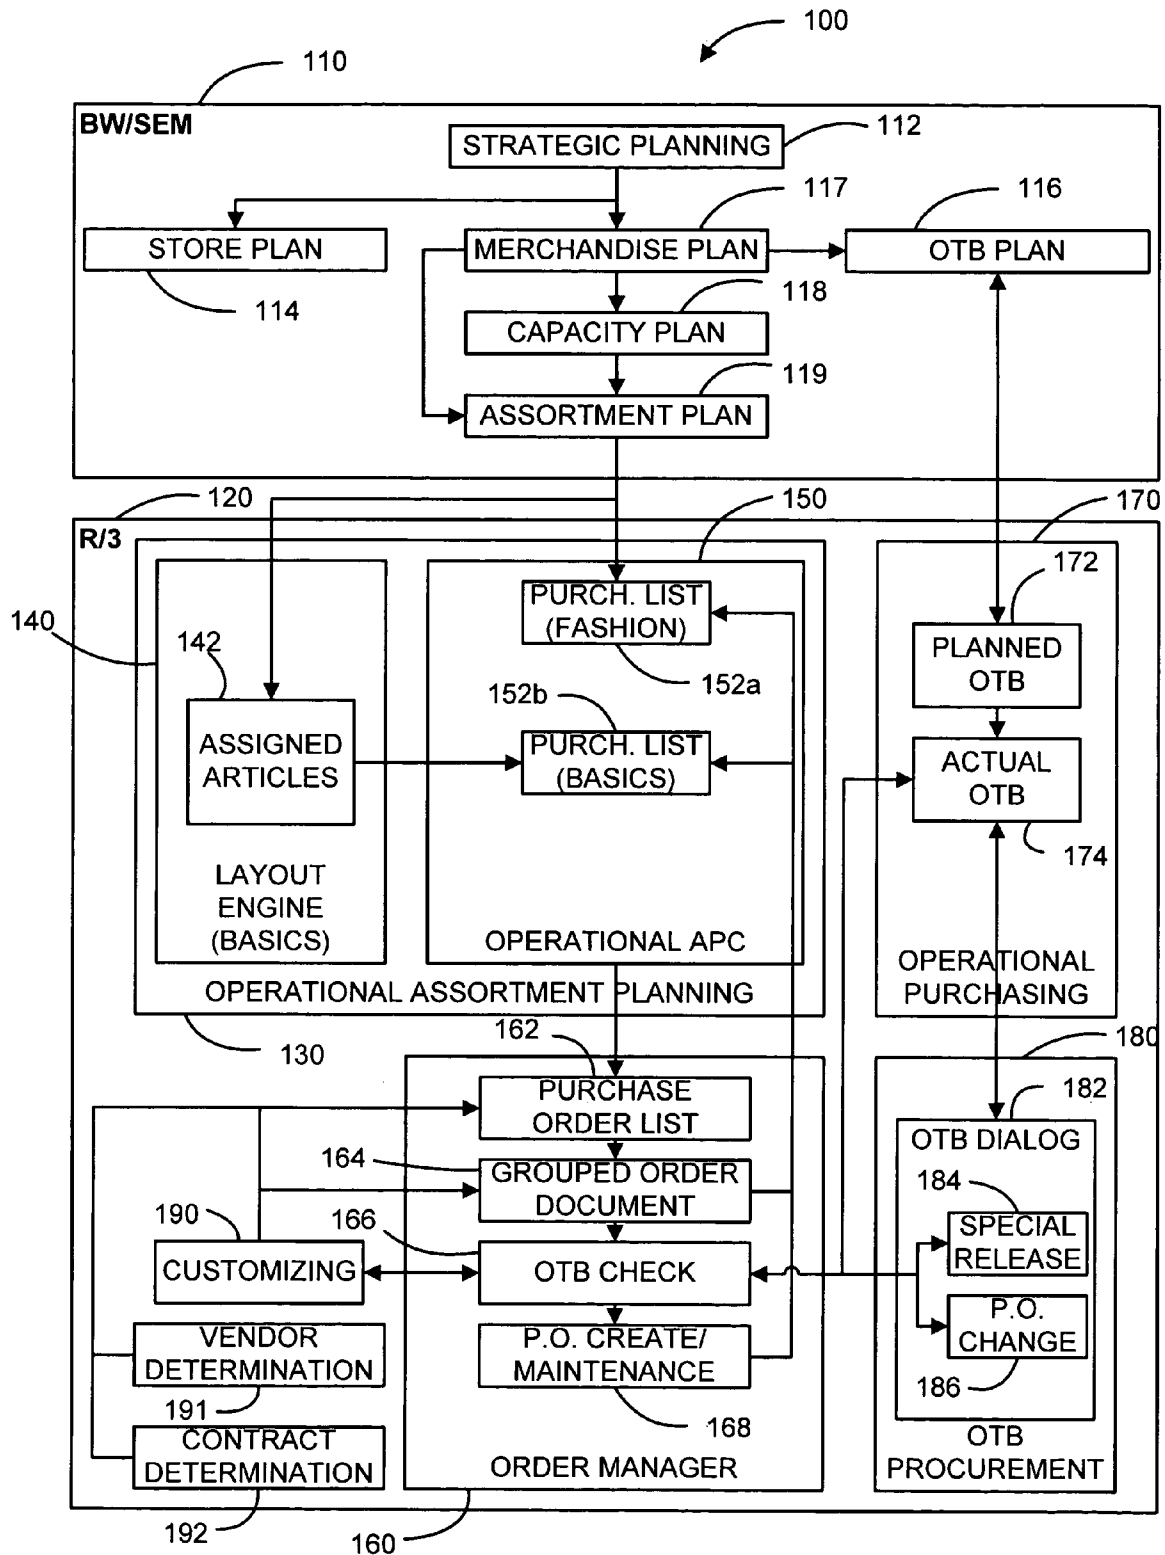 100
110
BW/SEM
STRATEGIC PLANNING
112
117
116
STORE PLAN
MERCHANDISE PLAN
OTB PLAN
114
118
CAPACITY PLAN
119
ASSORTMENT PLAN
120
150
170
R/3
172
PURCH. LIST
(FASHION)
140
142
152a
PLANNED
OTB
152b
ASSIGNED
ARTICLES
PURCH. LIST
(BASICS)
ACTUAL
OTB
174
LAYOUT
ENGINE
(BASICS)
OPERATIONAL APC
OPERATIONAL
PURCHASING
OPERATIONAL ASSORTMENT PLANNING
130
162
180
PURCHASE
ORDER LIST
182
OTB DIALOG
164
GROUPED ORDER
DOCUMENT
184
SPECIAL
RELEASE
190
166
CUSTOMIZING
OTB CHECK
P.O.
CHANGE
VENDOR
DETERMINATION
P.O. CREATE/
MAINTENANCE
186
191
168
CONTRACT
DETERMINATION
ORDER MANAGER
OTB
PROCUREMENT
192
160